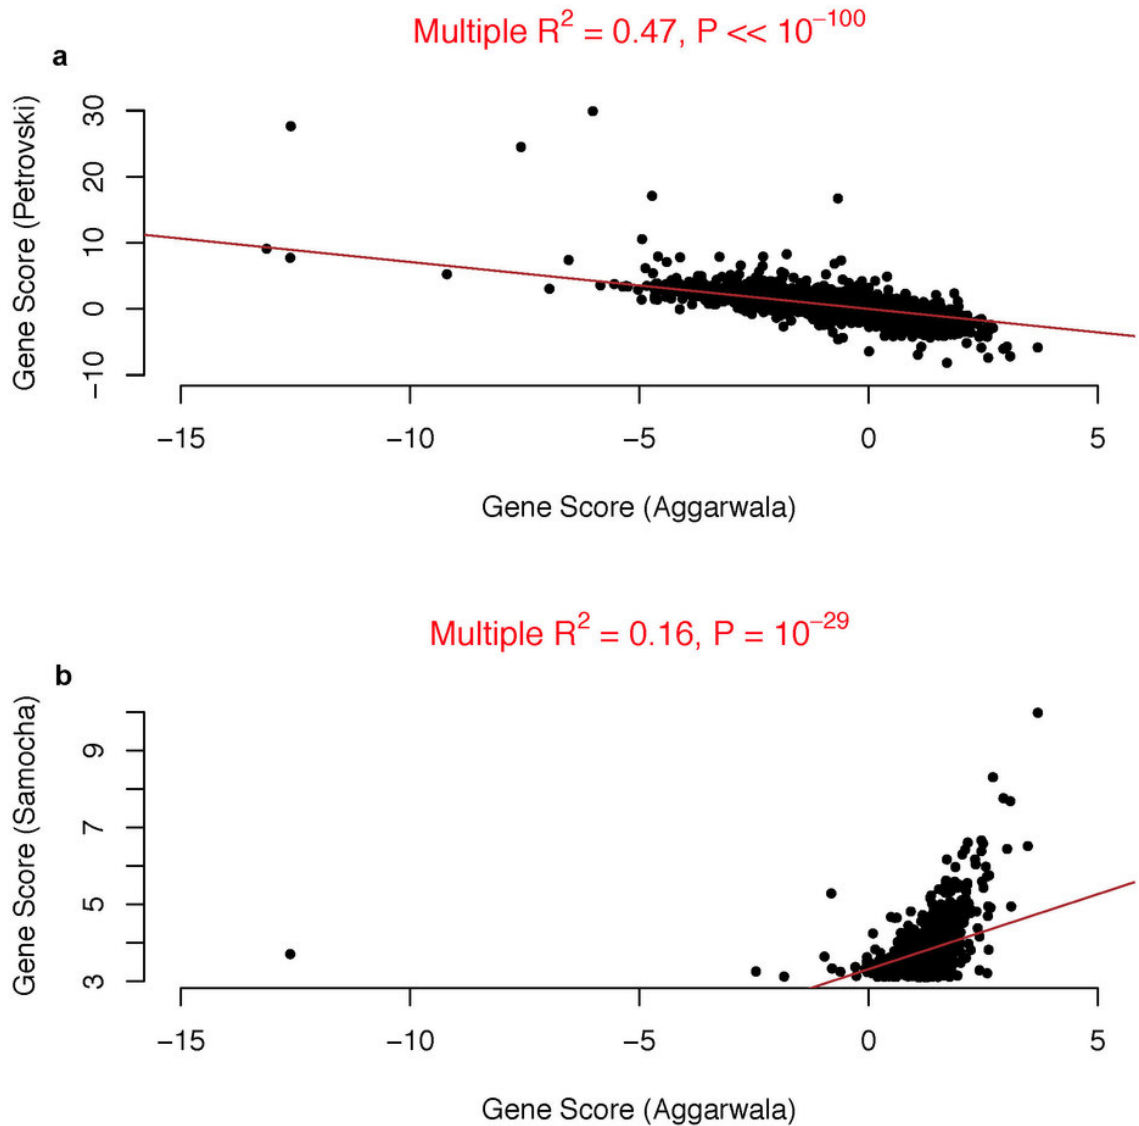 Multiple R² = 0.47, P << 10⁻¹⁰⁰
a
Gene Score (Petrovski)
30
20
10
0
−10
−15 −10 −5 0 5
Gene Score (Aggarwala)
Multiple R² = 0.16, P = 10⁻²⁹
b
Gene Score (Samocha)
9
7
5
3
−15 −10 −5 0 5
Gene Score (Aggarwala)